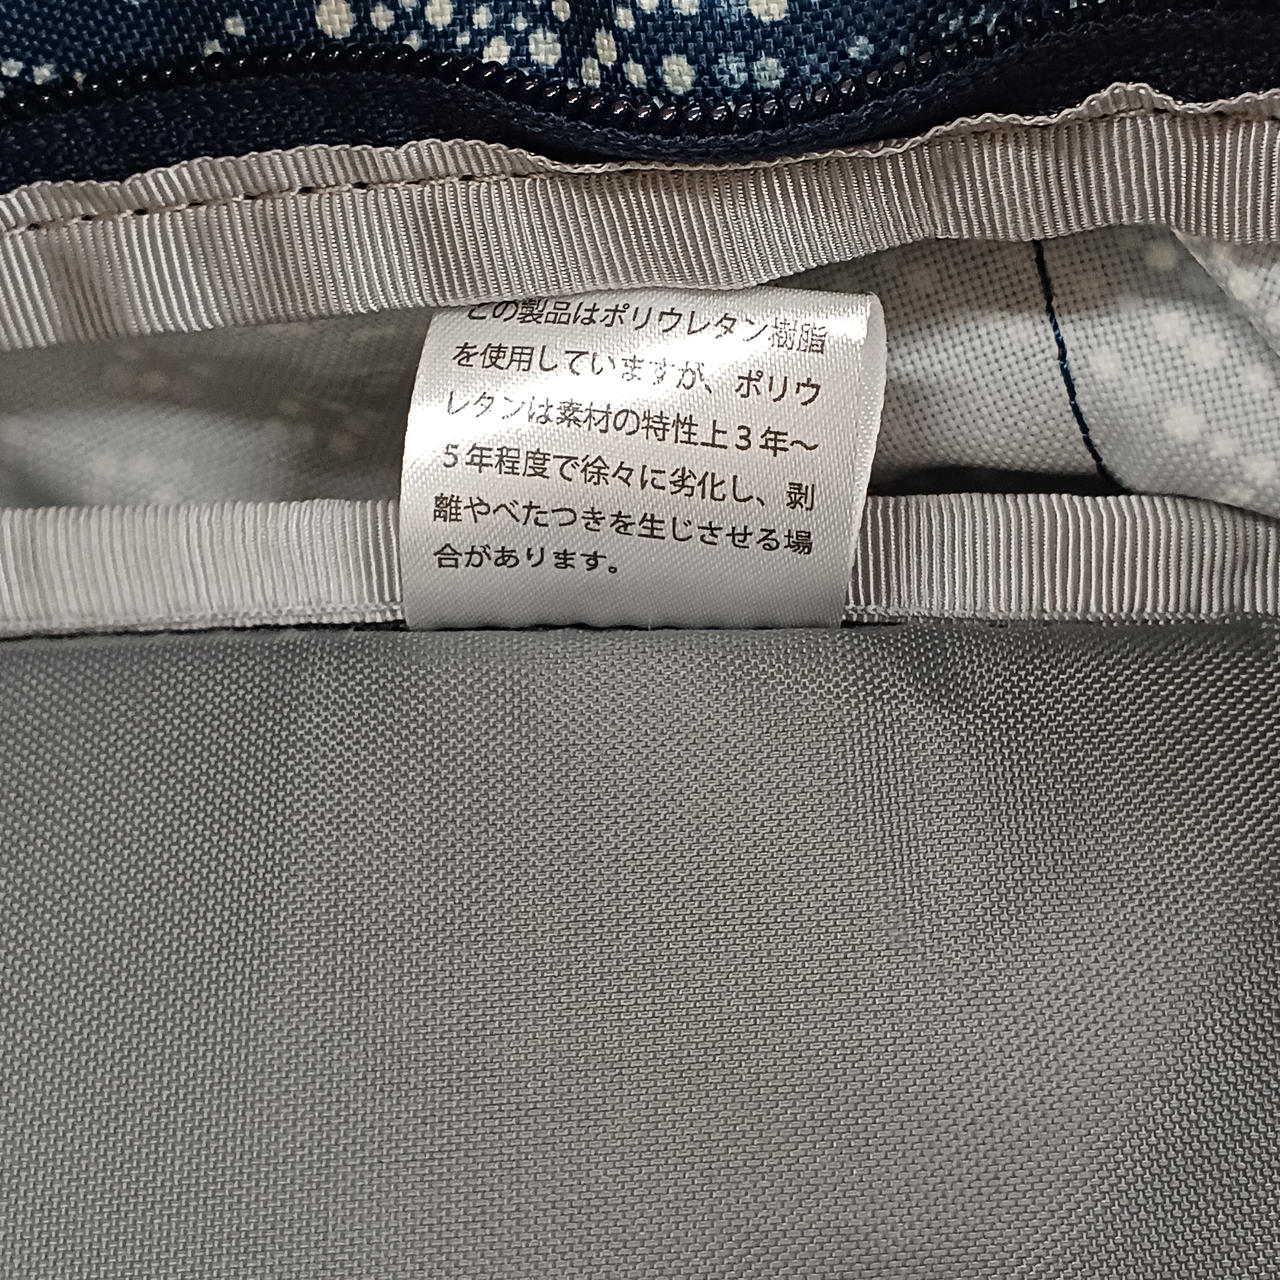 この製品はポリウレタン樹脂
を使用していますが、ポリウ
レタンは素材の特性上3年～
5年程度で徐々に劣化し、剥
離やべたつきを生じさせる場
合があります。